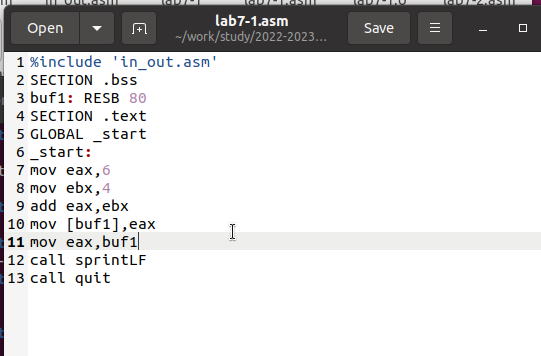 in_out.asm lab7-1 lab7-1.asm lab7-1.o lab7-2.asm
Open lab7-1.asm Save
~/work/study/2022-2023…
1 %include 'in_out.asm'
2 SECTION .bss
3 buf1: RESB 80
4 SECTION .text
5 GLOBAL _start
6 _start:
7 mov eax,6
8 mov ebx,4
9 add eax,ebx
10 mov [buf1],eax
11 mov eax,buf1
12 call sprintLF
13 call quit